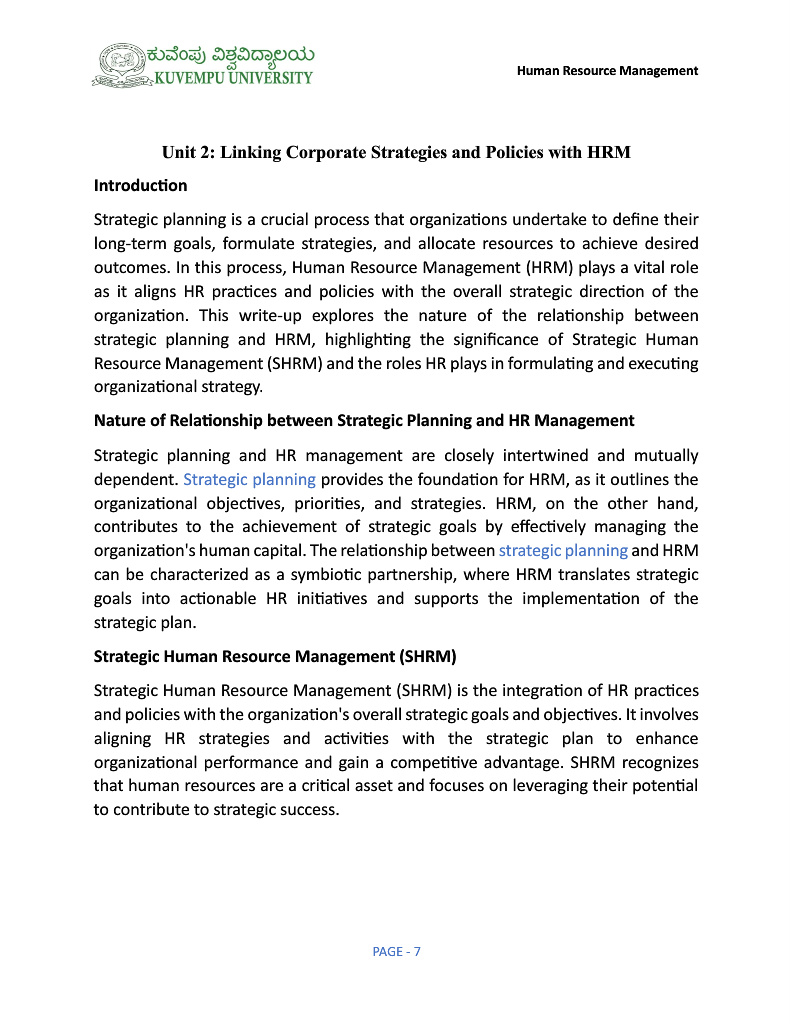 ಕುವೆಂಪು ವಿಶ್ವವಿದ್ಯಾಲಯ
KUVEMPU UNIVERSITY
Human Resource Management
Unit 2: Linking Corporate Strategies and Policies with HRM
Introduction
Strategic planning is a crucial process that organizations undertake to define their
long-term goals, formulate strategies, and allocate resources to achieve desired
outcomes. In this process, Human Resource Management (HRM) plays a vital role
as it aligns HR practices and policies with the overall strategic direction of the
organization. This write-up explores the nature of the relationship between
strategic planning and HRM, highlighting the significance of Strategic Human
Resource Management (SHRM) and the roles HR plays in formulating and executing
organizational strategy.
Nature of Relationship between Strategic Planning and HR Management
Strategic planning and HR management are closely intertwined and mutually
dependent. Strategic planning provides the foundation for HRM, as it outlines the
organizational objectives, priorities, and strategies. HRM, on the other hand,
contributes to the achievement of strategic goals by effectively managing the
organization's human capital. The relationship between strategic planning and HRM
can be characterized as a symbiotic partnership, where HRM translates strategic
goals into actionable HR initiatives and supports the implementation of the
strategic plan.
Strategic Human Resource Management (SHRM)
Strategic Human Resource Management (SHRM) is the integration of HR practices
and policies with the organization's overall strategic goals and objectives. It involves
aligning HR strategies and activities with the strategic plan to enhance
organizational performance and gain a competitive advantage. SHRM recognizes
that human resources are a critical asset and focuses on leveraging their potential
to contribute to strategic success.
PAGE - 7